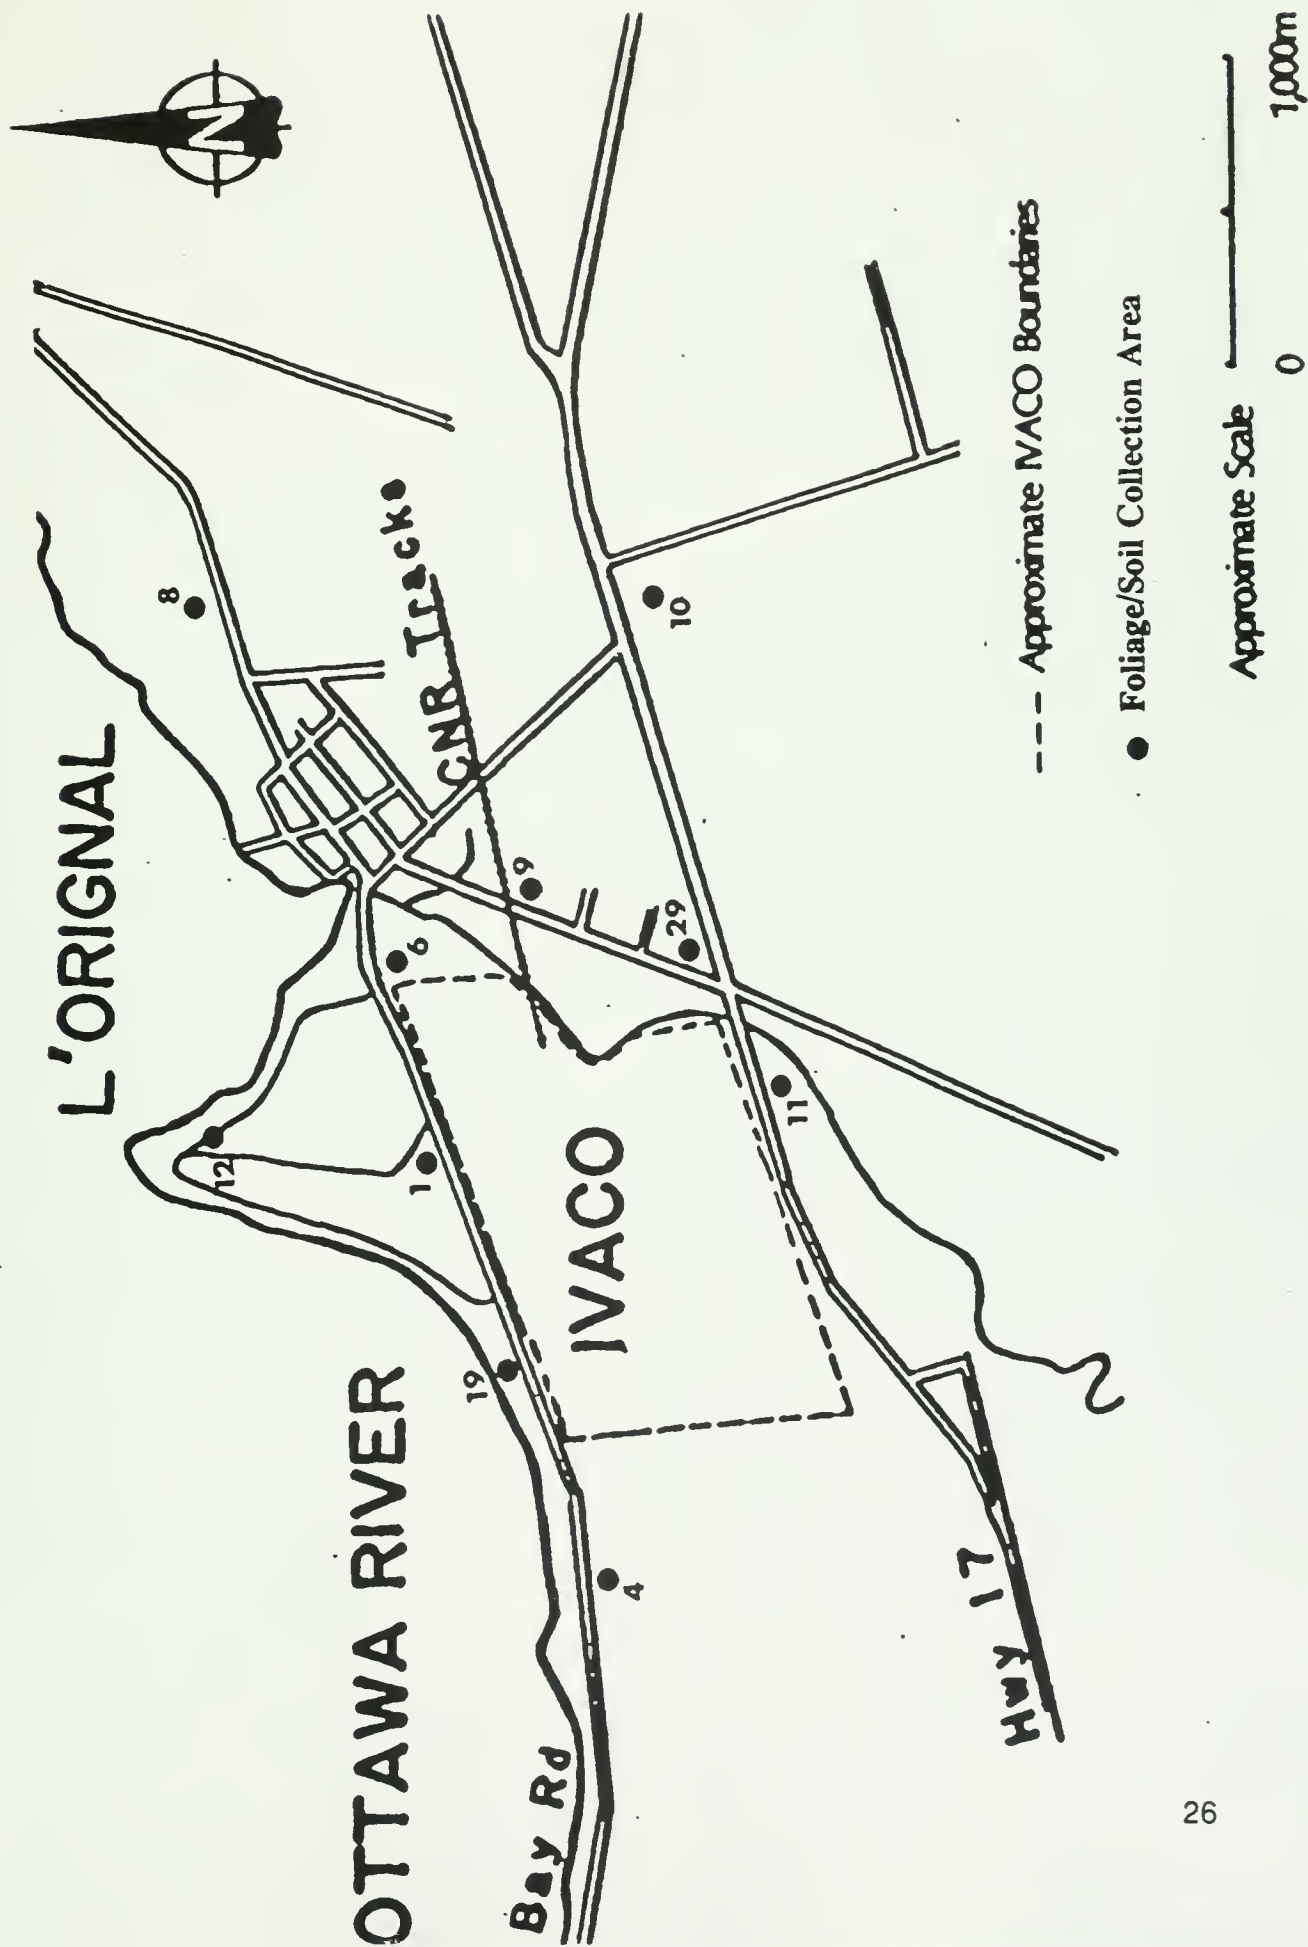 L'ORIGNAL
N
OTTAWA RIVER
8
12
6
CNR Tracks
1
19
9
Bay Rd
IVACO
29
10
4
11
Hwy 17
--- Approximate IVACO Boundaries
● Foliage/Soil Collection Area
Approximate Scale
0 1,000m
26